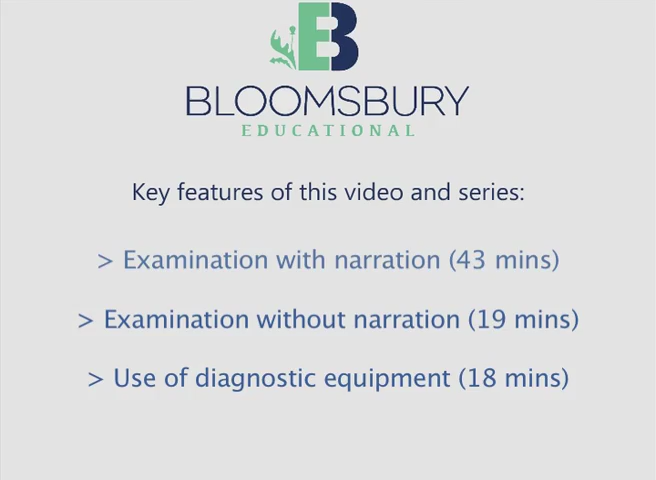 EB
BLOOMSBURY
EDUCATIONAL
Key features of this video and series:
> Examination with narration (43 mins)
> Examination without narration (19 mins)
> Use of diagnostic equipment (18 mins)